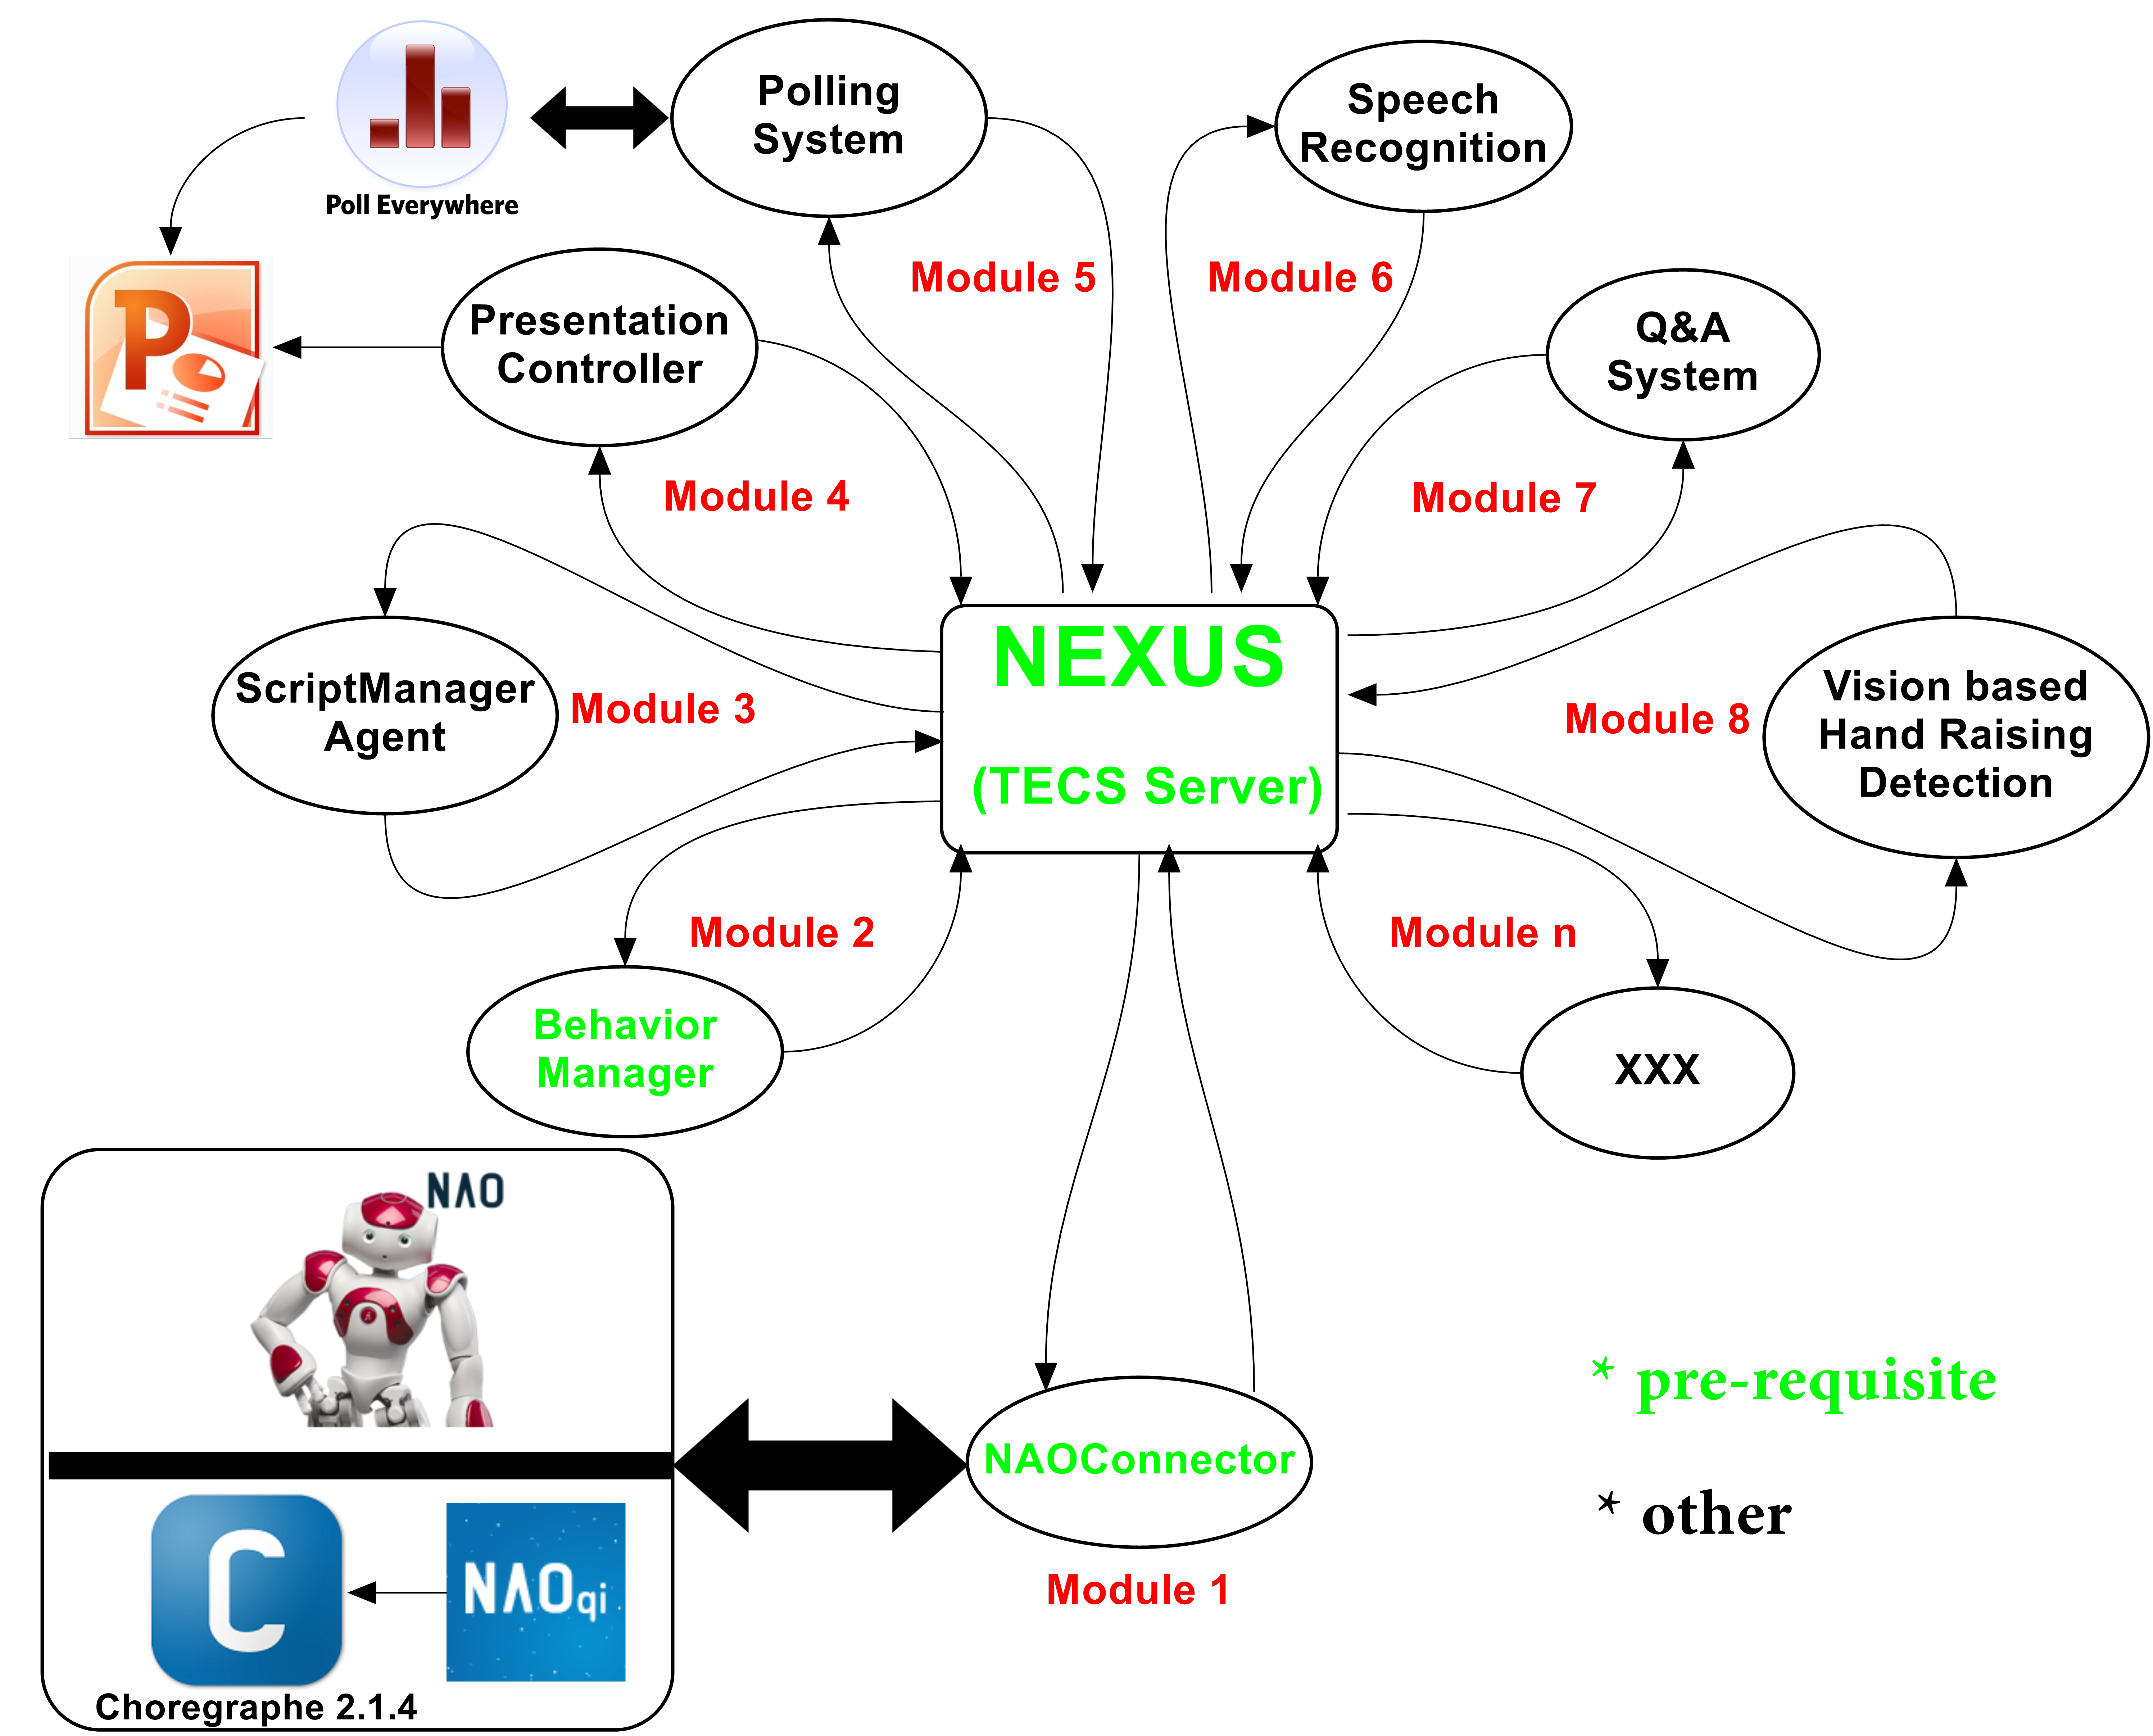 Polling
System
Speech
Recognition
Poll Everywhere
Module 5
Module 6
P
Presentation
Controller
Q&A
System
Module 4
Module 7
NEXUS
(TECS Server)
ScriptManager
Agent
Module 3
Module 8
Vision based
Hand Raising
Detection
Module 2
Module n
Behavior
Manager
XXX
NAO
* pre-requisite
NAOConnector
* other
C
NAOqi
Module 1
Choregraphe 2.1.4